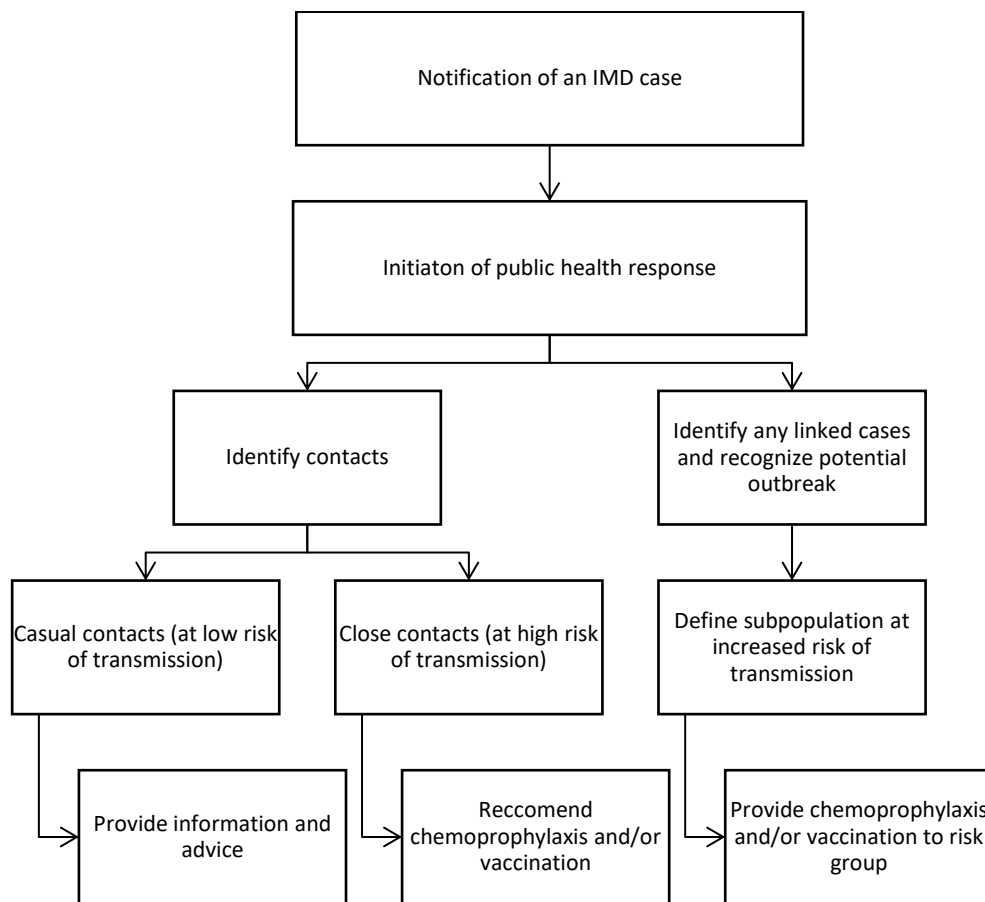 Notification of an IMD case
Initiaton of public health response
Identify contacts
Identify any linked cases
and recognize potential
outbreak
Casual contacts (at low risk
of transmission)
Close contacts (at high risk
of transmission)
Define subpopulation at
increased risk of
transmission
Provide information and
advice
Reccomend
chemoprophylaxis and/or
vaccination
Provide chemoprophylaxis
and/or vaccination to risk
group